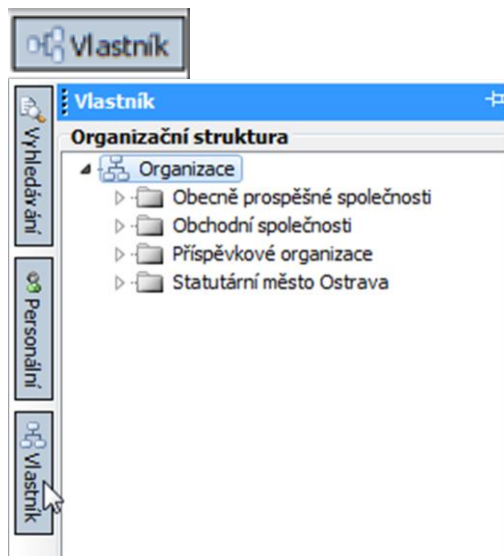 Vlastník
Vlastník
Organizační struktura
Organizace
Obecně prospěšné společnosti
Obchodní společnosti
Příspěvkové organizace
Statutární město Ostrava
Vyhledávání
Personální
Vlastník